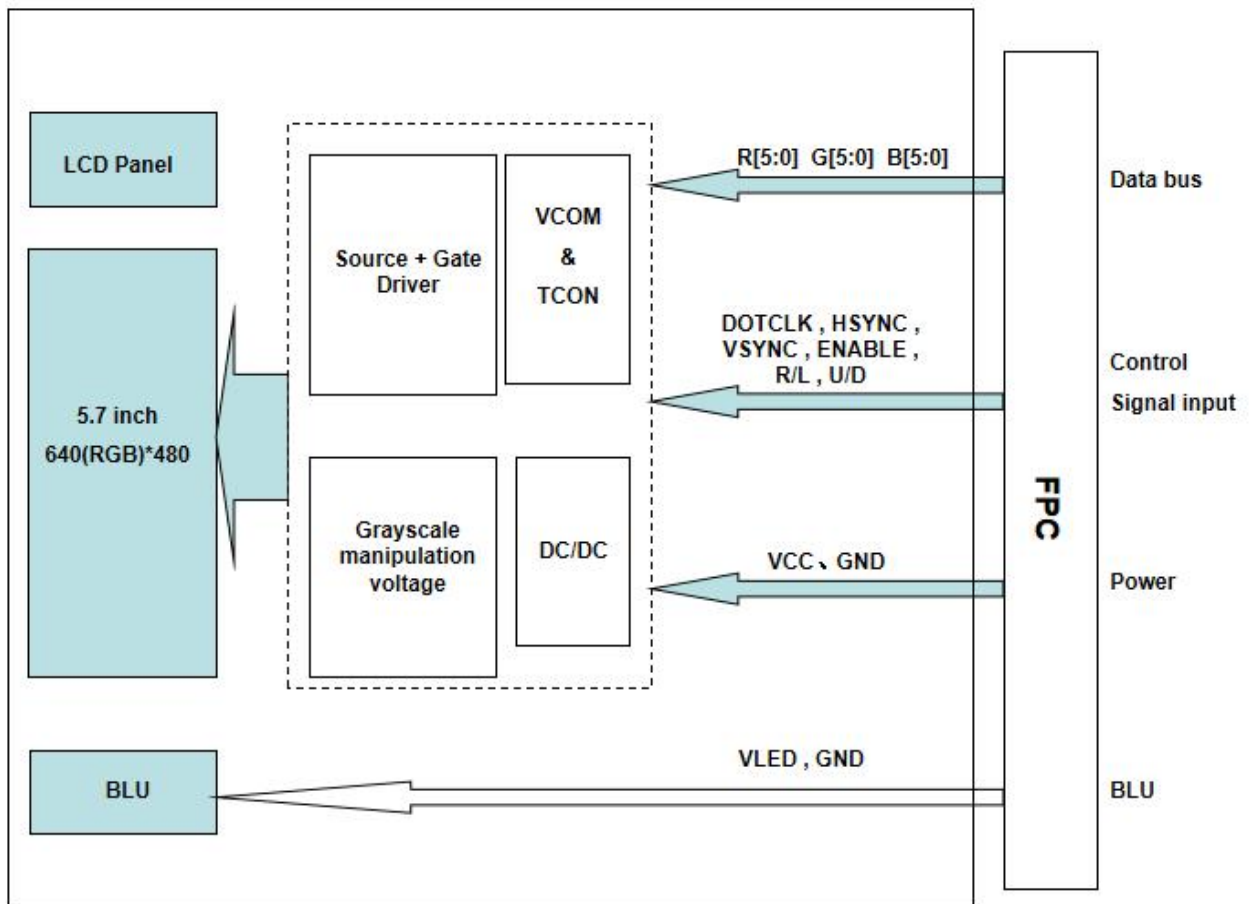 LCD Panel
5.7 inch
640(RGB)*480
BLU
Source + Gate
Driver
VCOM
&
TCON
Grayscale
manipulation
voltage
DC/DC
R[5:0] G[5:0] B[5:0]
DOTCLK , HSYNC ,
VSYNC , ENABLE ,
R/L , U/D
VCC、GND
VLED , GND
FPC
Data bus
Control
Signal input
Power
BLU